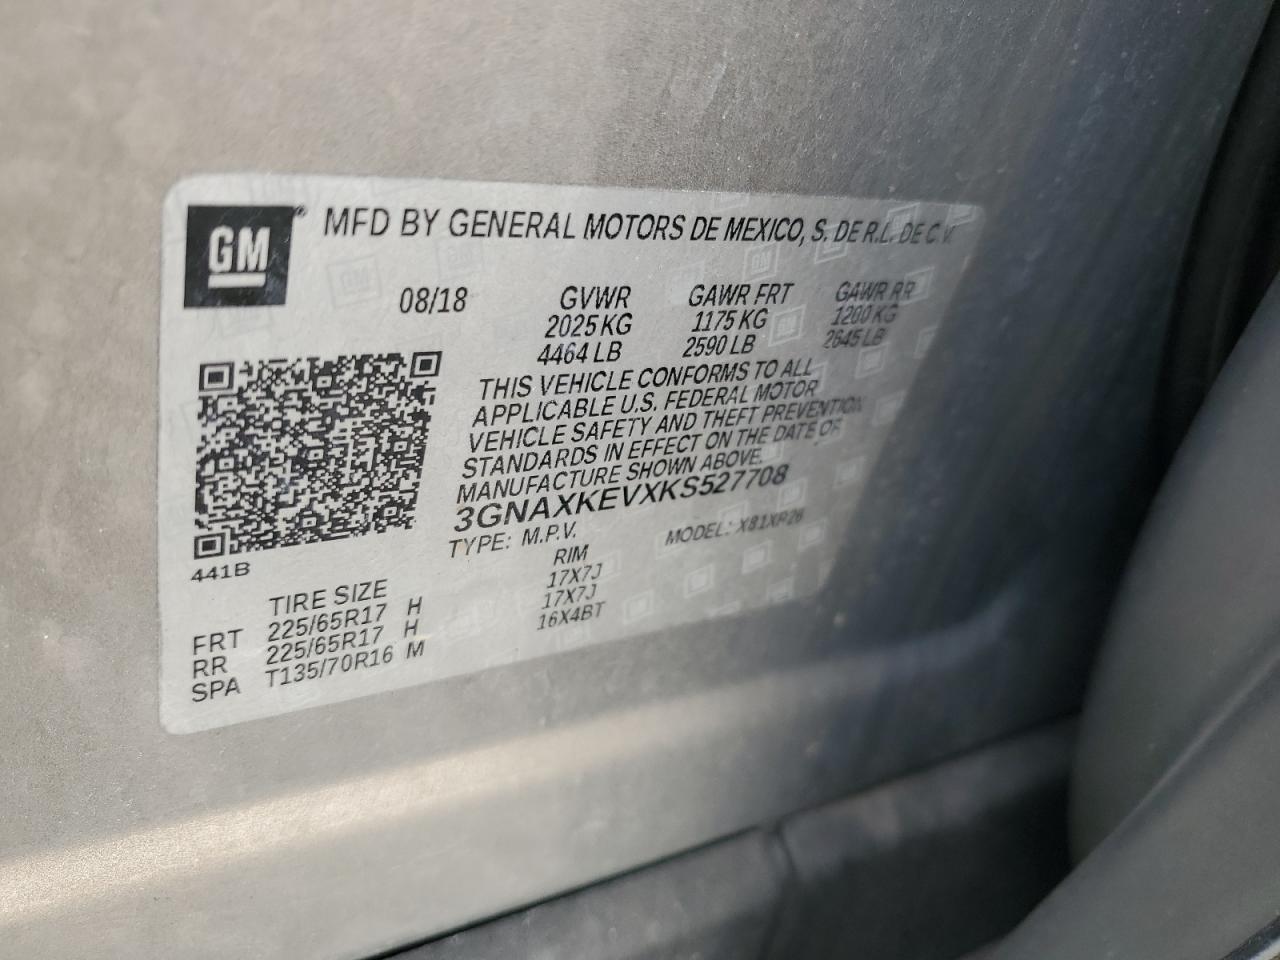 GM® MFD BY GENERAL MOTORS DE MEXICO, S. DE R.L. DE C.V.
08/18 GVWR GAWR FRT GAWR RR
2025 KG 1175 KG 1200 KG
4464 LB 2590 LB 2645 LB
THIS VEHICLE CONFORMS TO ALL
APPLICABLE U.S. FEDERAL MOTOR
VEHICLE SAFETY AND THEFT PREVENTION
STANDARDS IN EFFECT ON THE DATE OF
MANUFACTURE SHOWN ABOVE.
3GNAXKEVXKS527708
TYPE: M.P.V. MODEL: X81XP26
441B
TIRE SIZE RIM
FRT 225/65R17 H 17X7J
RR 225/65R17 H 17X7J
SPA T135/70R16 M 16X4BT